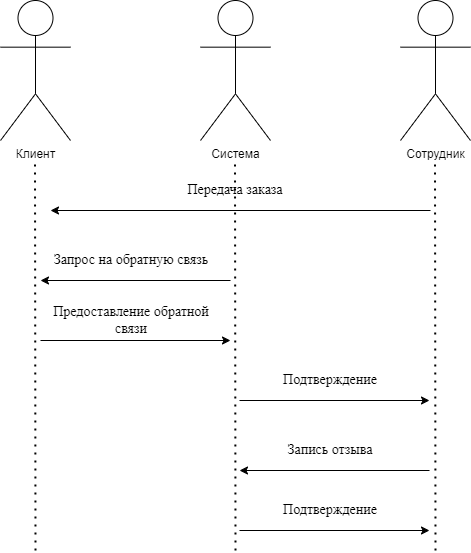 Клиент
Система
Сотрудник
Передача заказа
Запрос на обратную связь
Предоставление обратной
связи
Подтверждение
Запись отзыва
Подтверждение